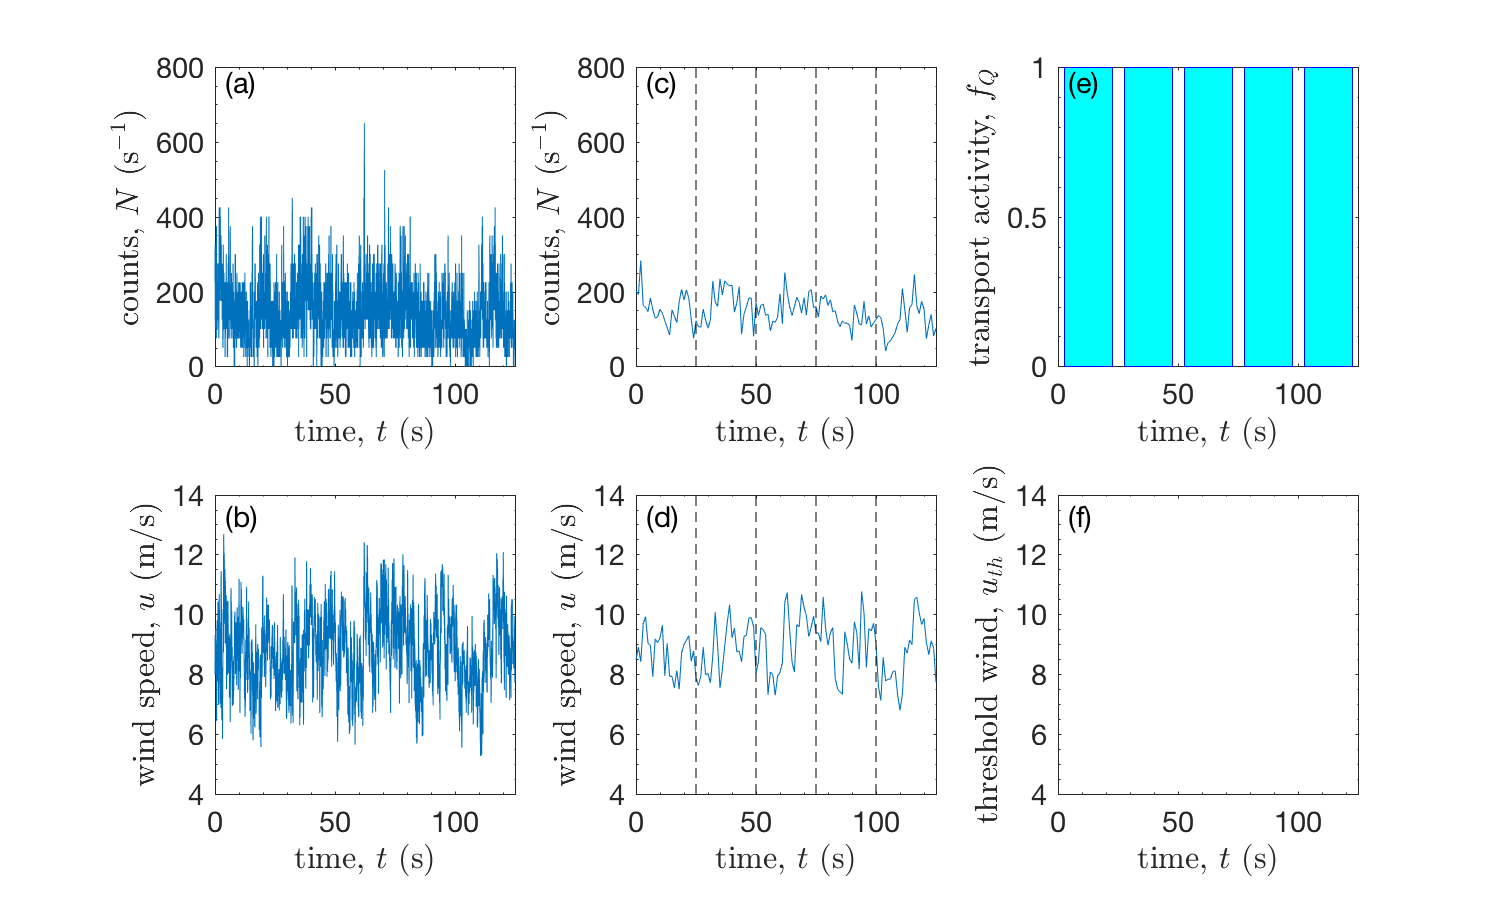 (a)
800
600
400
200
0
0 50 100
counts, N (s⁻¹)
time, t (s)
(c)
800
600
400
200
0
0 50 100
counts, N (s⁻¹)
time, t (s)
(e)
1
0.5
0
0 50 100
transport activity, f_Q
time, t (s)
(b)
14
12
10
8
6
4
0 50 100
wind speed, u (m/s)
time, t (s)
(d)
14
12
10
8
6
4
0 50 100
wind speed, u (m/s)
time, t (s)
(f)
14
12
10
8
6
4
0 50 100
threshold wind, u_th (m/s)
time, t (s)